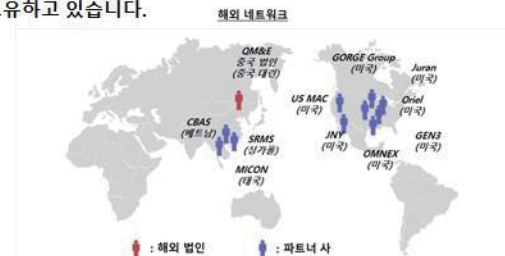 유하고 있습니다.
해외 네트워크
QM&E
중국 법인
(중국 대련)
GORGE Group
(미국)
Juran
(미국)
US MAC
(미국)
Oriel
(미국)
CBAS
(베트남)
SRMS
(싱가폴)
JNY
(미국)
GEN3
(미국)
OMNEX
(미국)
MICON
(태국)
: 해외 법인
: 파트너 사